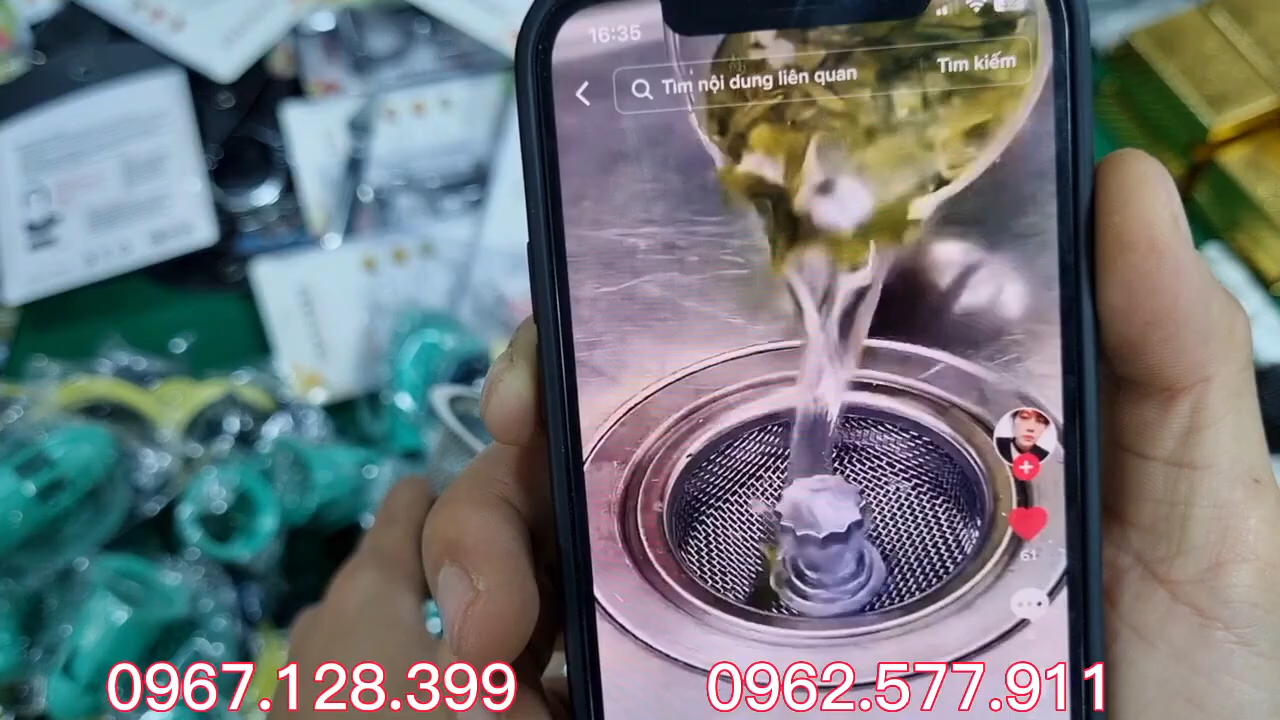 16:35
Tìm nội dung liên quan
Tìm kiếm
61
0967.128.399
0962.577.911